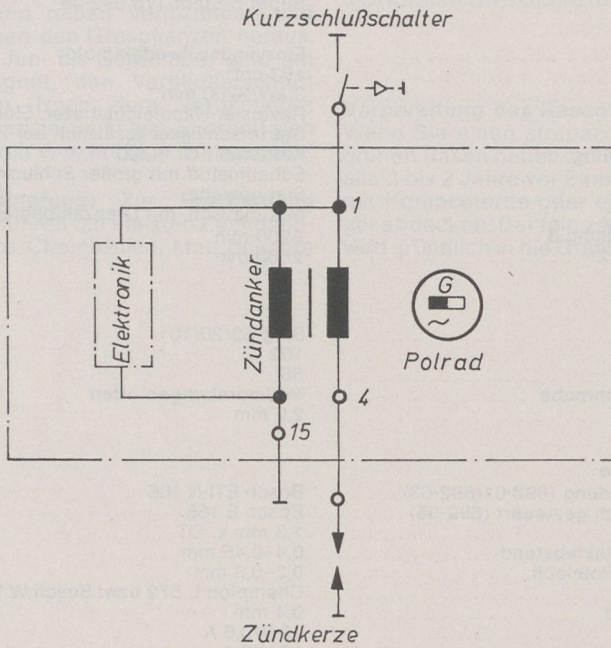 Kurzschlußschalter
1
Elektronik
Zündanker
G
~
Polrad
4
15
Zündkerze